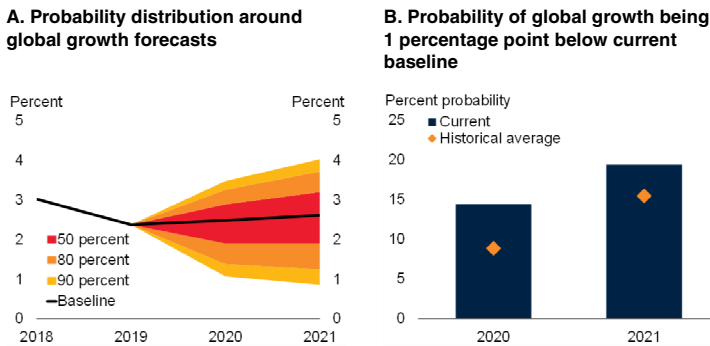 A. Probability distribution around
global growth forecasts
Percent
Percent
5
5
4
4
3
3
2
2
1
1
0
0
50 percent
80 percent
90 percent
Baseline
2018
2019
2020
2021
B. Probability of global growth being
1 percentage point below current
baseline
Percent probability
25
20
15
10
5
0
Current
Historical average
2020
2021